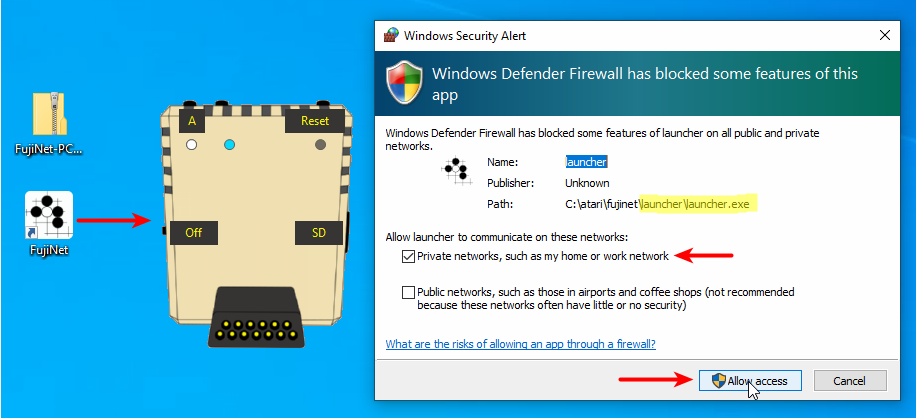 FujiNet-PC...
FujiNet
A
Reset
Off
SD
Windows Security Alert
Windows Defender Firewall has blocked some features of this
app
Windows Defender Firewall has blocked some features of launcher on all public and private
networks.
Name: launcher
Publisher: Unknown
Path: C:\atari\fujinet\launcher\launcher.exe
Allow launcher to communicate on these networks:
Private networks, such as my home or work network
Public networks, such as those in airports and coffee shops (not recommended
because these networks often have little or no security)
What are the risks of allowing an app through a firewall?
Allow access
Cancel